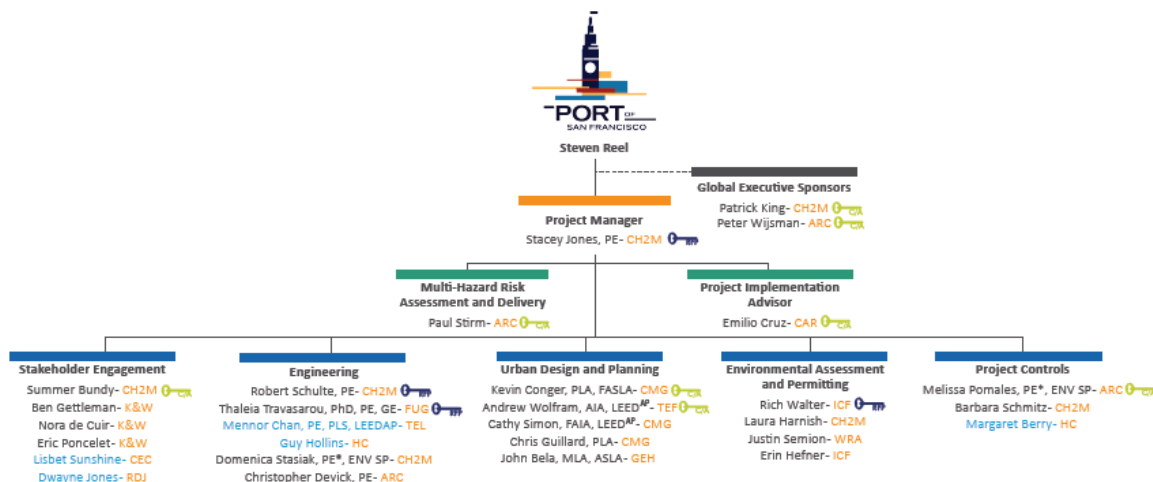 PORT OF
SAN FRANCISCO
Steven Reel
Global Executive Sponsors
Patrick King- CH2M
Peter Wijsman- ARC
Project Manager
Stacey Jones, PE- CH2M
Multi-Hazard Risk
Assessment and Delivery
Paul Stirm- ARC
Project Implementation
Advisor
Emilio Cruz- CAR
Stakeholder Engagement
Summer Bundy- CH2M
Ben Gettleman- K&W
Nora de Cuir- K&W
Eric Poncelet- K&W
Lisbet Sunshine- CEC
Dwayne Jones- RDJ
Engineering
Robert Schulte, PE- CH2M
Thaleia Travasarou, PhD, PE, GE- FUG
Mennor Chan, PE, PLS, LEEDAP- TEL
Guy Hollins- HC
Domenica Stasiak, PE*, ENV SP- CH2M
Christopher Devick, PE- ARC
Urban Design and Planning
Kevin Conger, PLA, FASLA- CMG
Andrew Wolfram, AIA, LEED AP- TEF
Cathy Simon, FAIA, LEED AP- CMG
Chris Guillard, PLA- CMG
John Bela, MLA, ASLA- GEH
Environmental Assessment
and Permitting
Rich Walter- ICF
Laura Harnish- CH2M
Justin Semion- WRA
Erin Hefner- ICF
Project Controls
Melissa Pomales, PE*, ENV SP- ARC
Barbara Schmitz- CH2M
Margaret Berry- HC